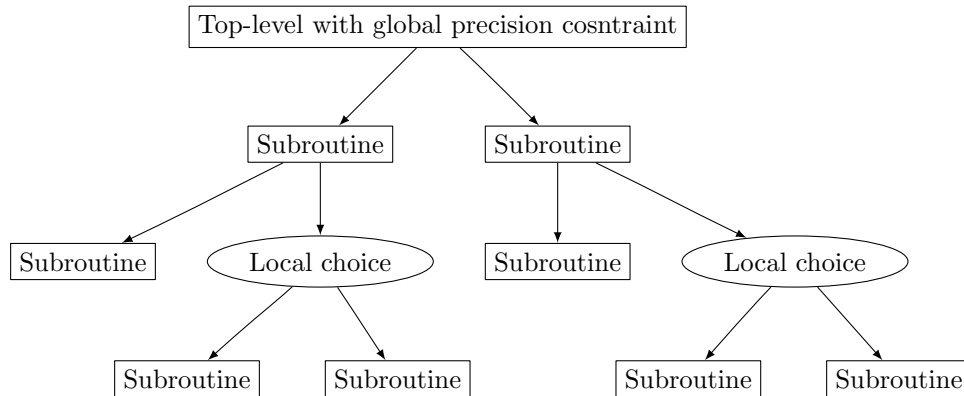 Top-level with global precision cosntraint
Subroutine
Subroutine
Subroutine
Local choice
Subroutine
Local choice
Subroutine
Subroutine
Subroutine
Subroutine